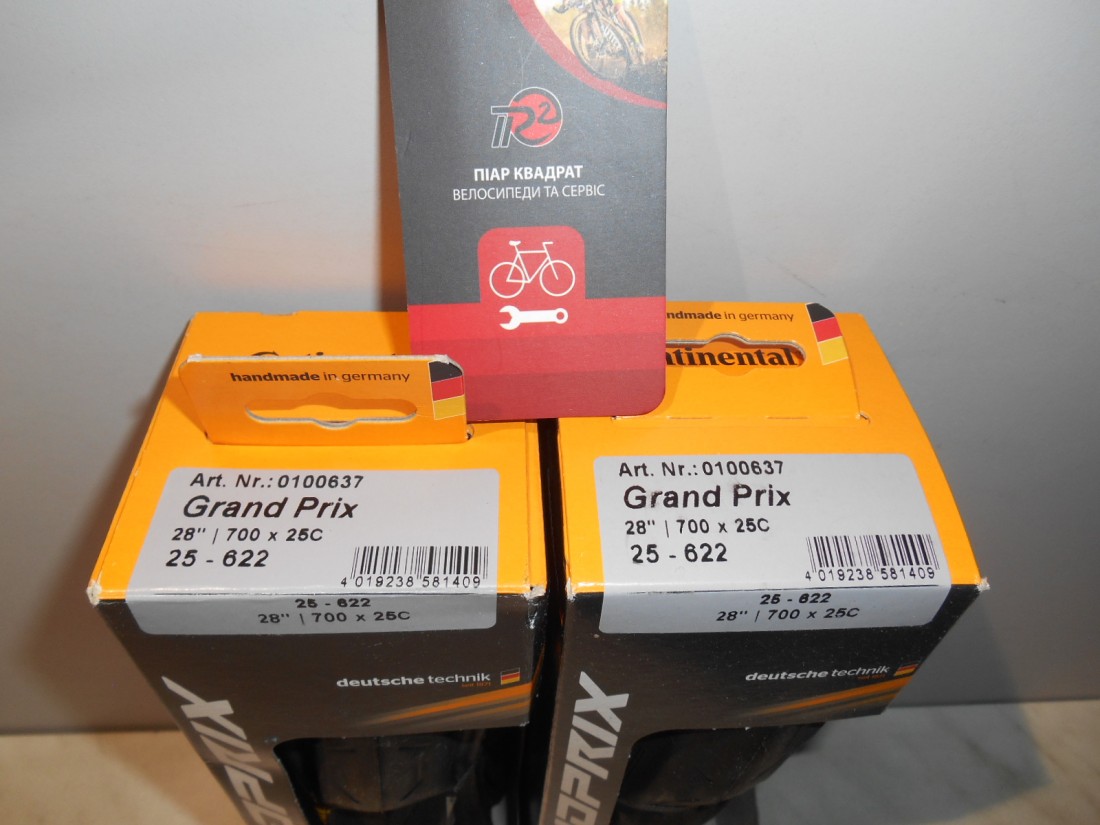 R2
ПІАР КВАДРАТ
ВЕЛОСИПЕДИ ТА СЕРВІС
handmade in germany
Art. Nr.: 0100637
Grand Prix
28" | 700 x 25C
25 - 622
4 019238 581409
25 - 622
28" | 700 x 25C
deutsche technik
in germany
Continental
Art. Nr.: 0100637
Grand Prix
28" | 700 x 25C
25 - 622
4 019238 581409
25 - 622
28" | 700 x 25C
deutsche technik